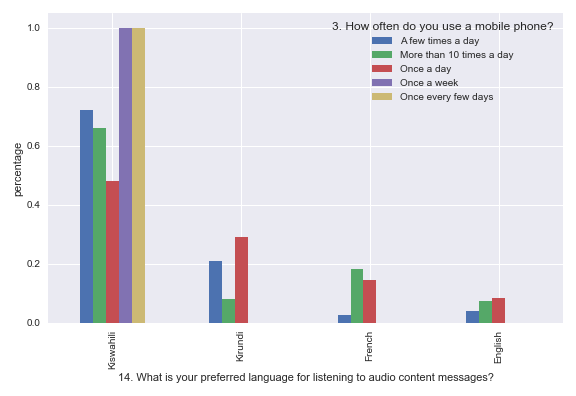 3. How often do you use a mobile phone?
A few times a day
More than 10 times a day
Once a day
Once a week
Once every few days
percentage
1.0
0.8
0.6
0.4
0.2
0.0
Kiswahili
Kirundi
French
English
14. What is your preferred language for listening to audio content messages?